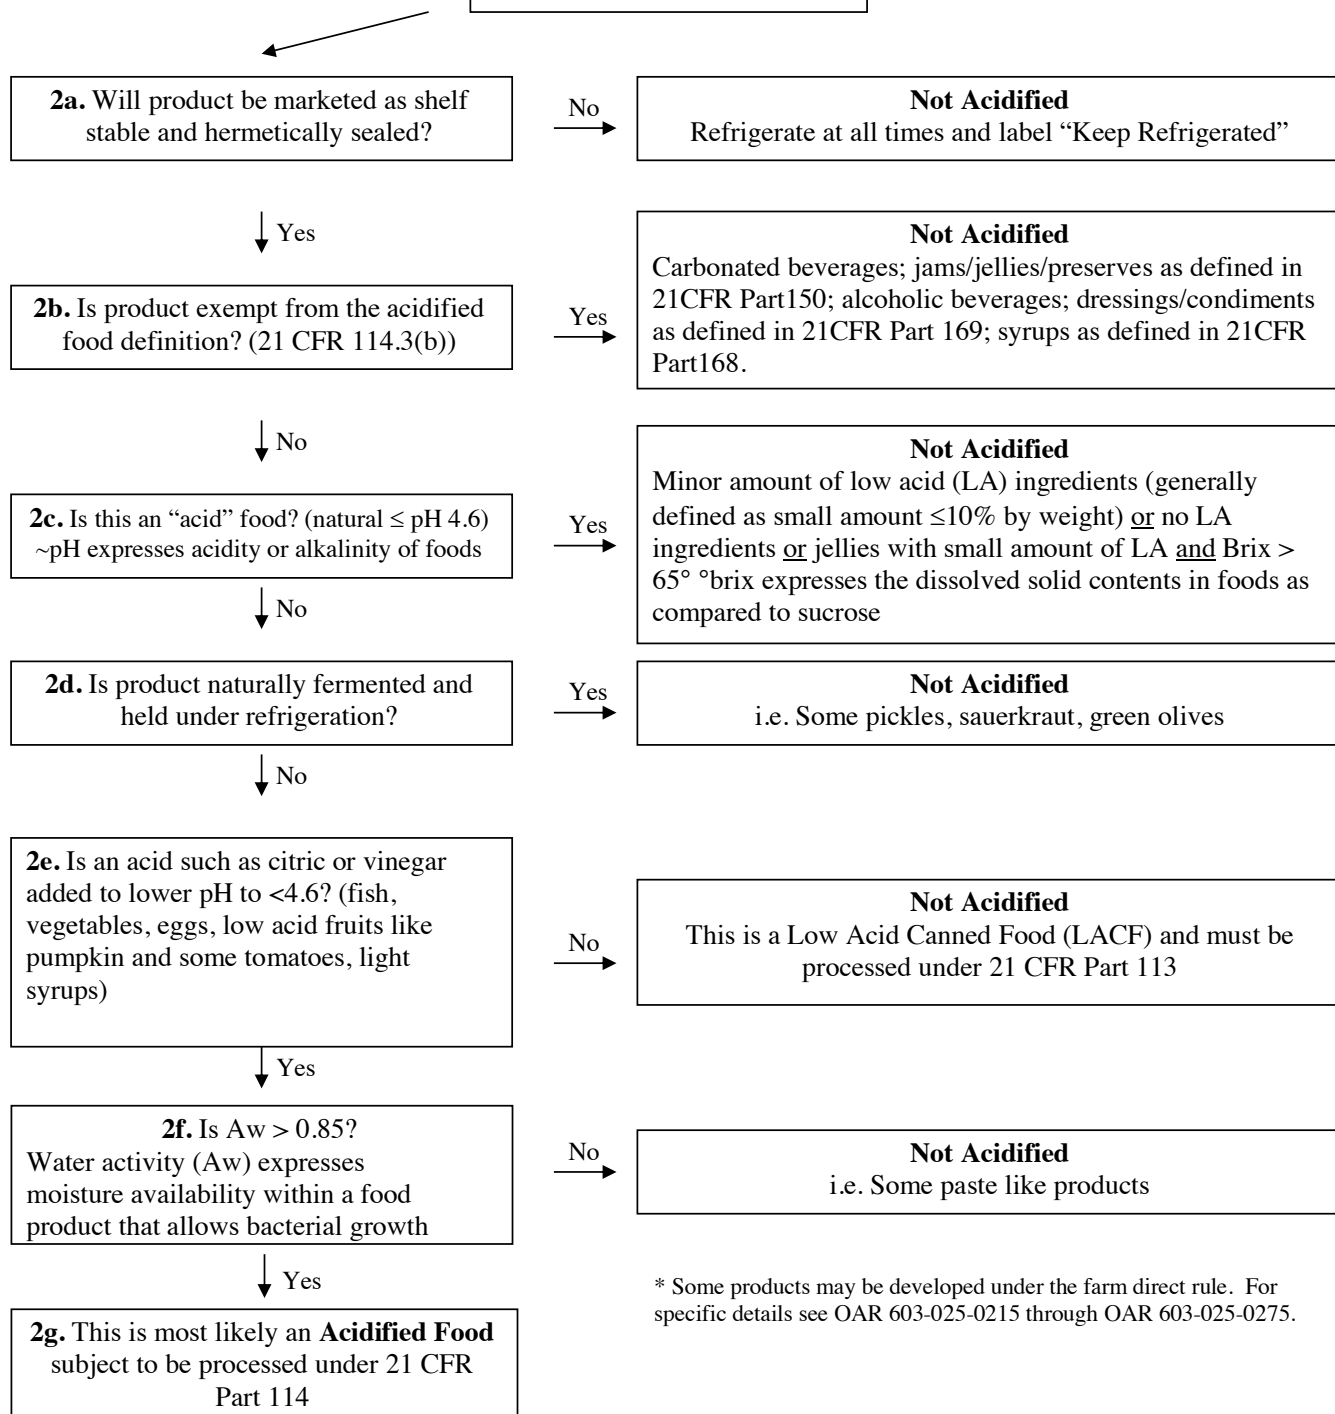 2a. Will product be marketed as shelf
stable and hermetically sealed?
No
Not Acidified
Refrigerate at all times and label “Keep Refrigerated”
Yes
2b. Is product exempt from the acidified
food definition? (21 CFR 114.3(b))
Yes
Not Acidified
Carbonated beverages; jams/jellies/preserves as defined in
21CFR Part150; alcoholic beverages; dressings/condiments
as defined in 21CFR Part 169; syrups as defined in 21CFR
Part168.
No
2c. Is this an “acid” food? (natural ≤ pH 4.6)
~pH expresses acidity or alkalinity of foods
Yes
Not Acidified
Minor amount of low acid (LA) ingredients (generally
defined as small amount ≤10% by weight) or no LA
ingredients or jellies with small amount of LA and Brix >
65° °brix expresses the dissolved solid contents in foods as
compared to sucrose
No
2d. Is product naturally fermented and
held under refrigeration?
Yes
Not Acidified
i.e. Some pickles, sauerkraut, green olives
No
2e. Is an acid such as citric or vinegar
added to lower pH to <4.6? (fish,
vegetables, eggs, low acid fruits like
pumpkin and some tomatoes, light
syrups)
No
Not Acidified
This is a Low Acid Canned Food (LACF) and must be
processed under 21 CFR Part 113
Yes
2f. Is Aw > 0.85?
Water activity (Aw) expresses
moisture availability within a food
product that allows bacterial growth
No
Not Acidified
i.e. Some paste like products
Yes
* Some products may be developed under the farm direct rule.  For
specific details see OAR 603-025-0215 through OAR 603-025-0275.
2g. This is most likely an Acidified Food
subject to be processed under 21 CFR
Part 114